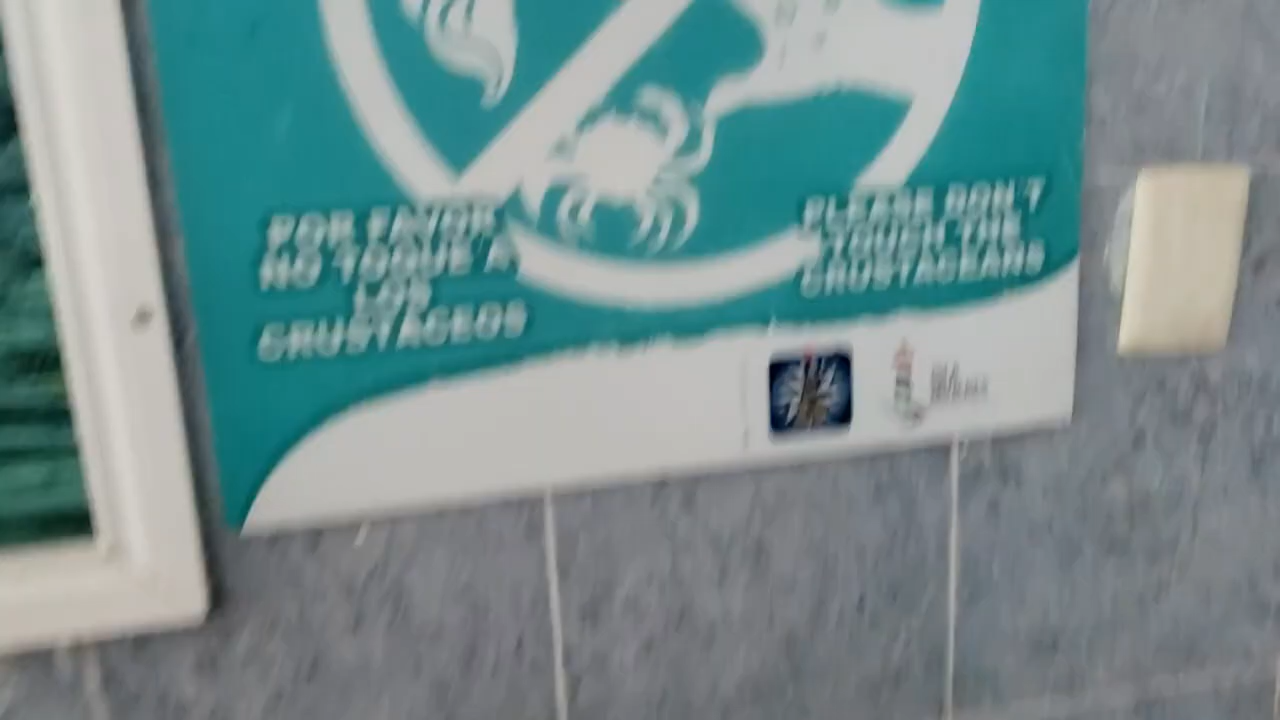 POR FAVOR
NO TOQUE A
LOS
CRUSTACEOS
PLEASE DON'T
TOUCH THE
CRUSTACEANS